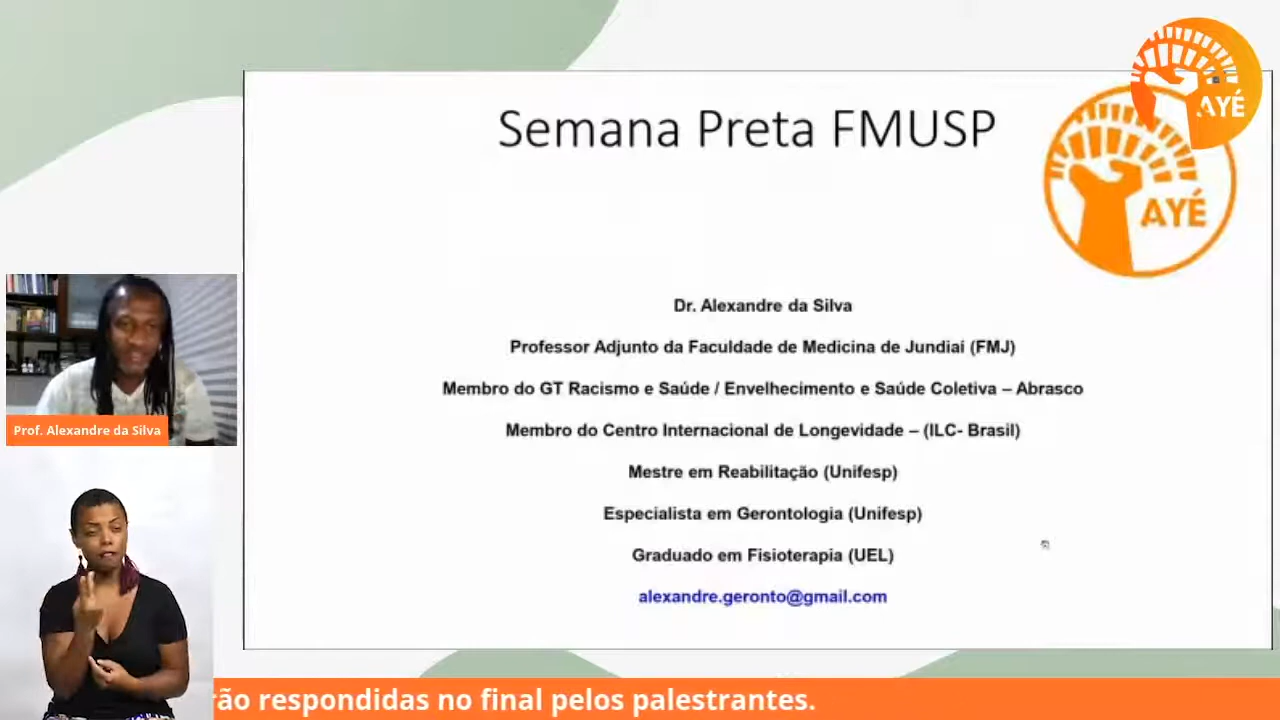 Semana Preta FMUSP
AYÉ
AYÉ
Dr. Alexandre da Silva
Professor Adjunto da Faculdade de Medicina de Jundiaí (FMJ)
Membro do GT Racismo e Saúde / Envelhecimento e Saúde Coletiva – Abrasco
Membro do Centro Internacional de Longevidade – (ILC- Brasil)
Mestre em Reabilitação (Unifesp)
Especialista em Gerontologia (Unifesp)
Graduado em Fisioterapia (UEL)
alexandre.geronto@gmail.com
Prof. Alexandre da Silva
respondidas no final pelos palestrantes.